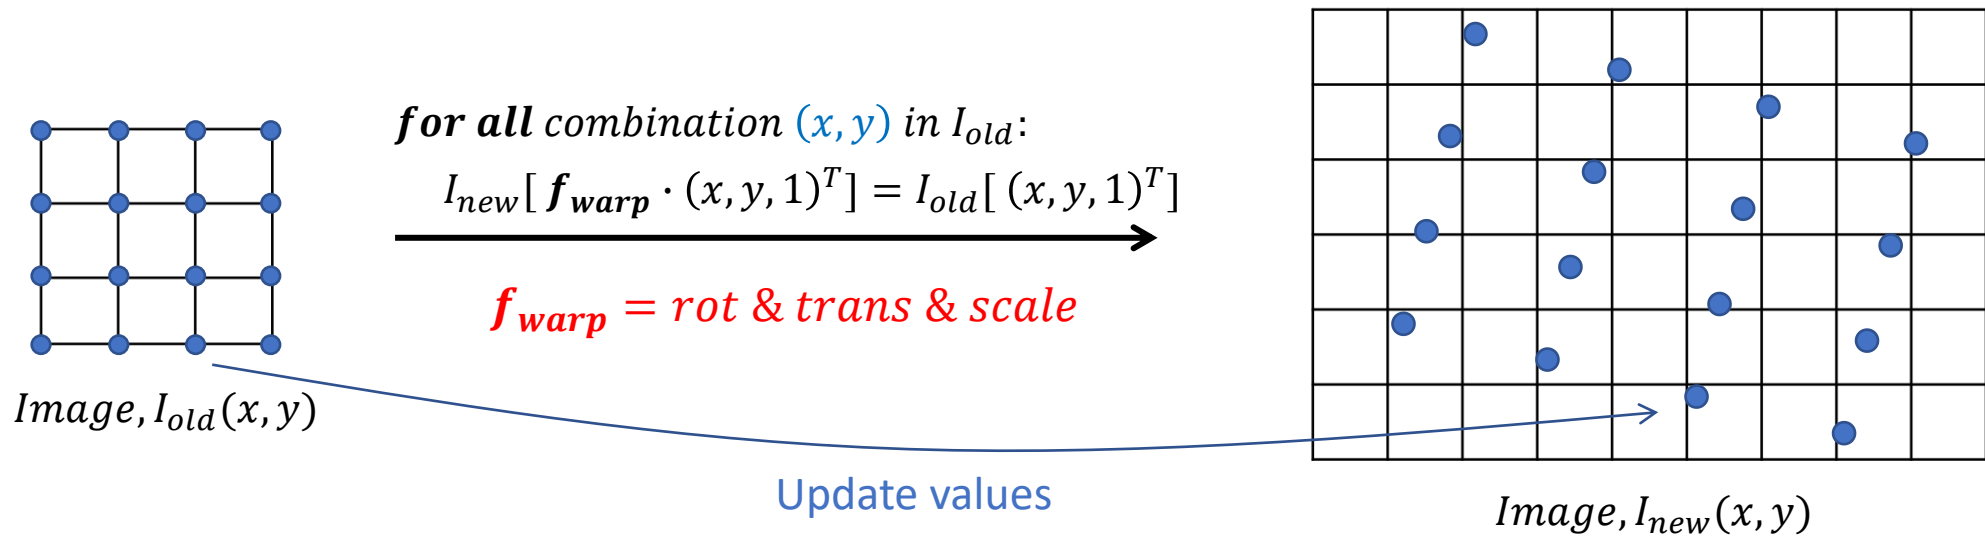 for all combination (x, y) in I_old:
I_new[ f_warp · (x, y, 1)^T] = I_old[ (x, y, 1)^T]
f_warp = rot & trans & scale
Image, I_old(x, y)
Update values
Image, I_new(x, y)